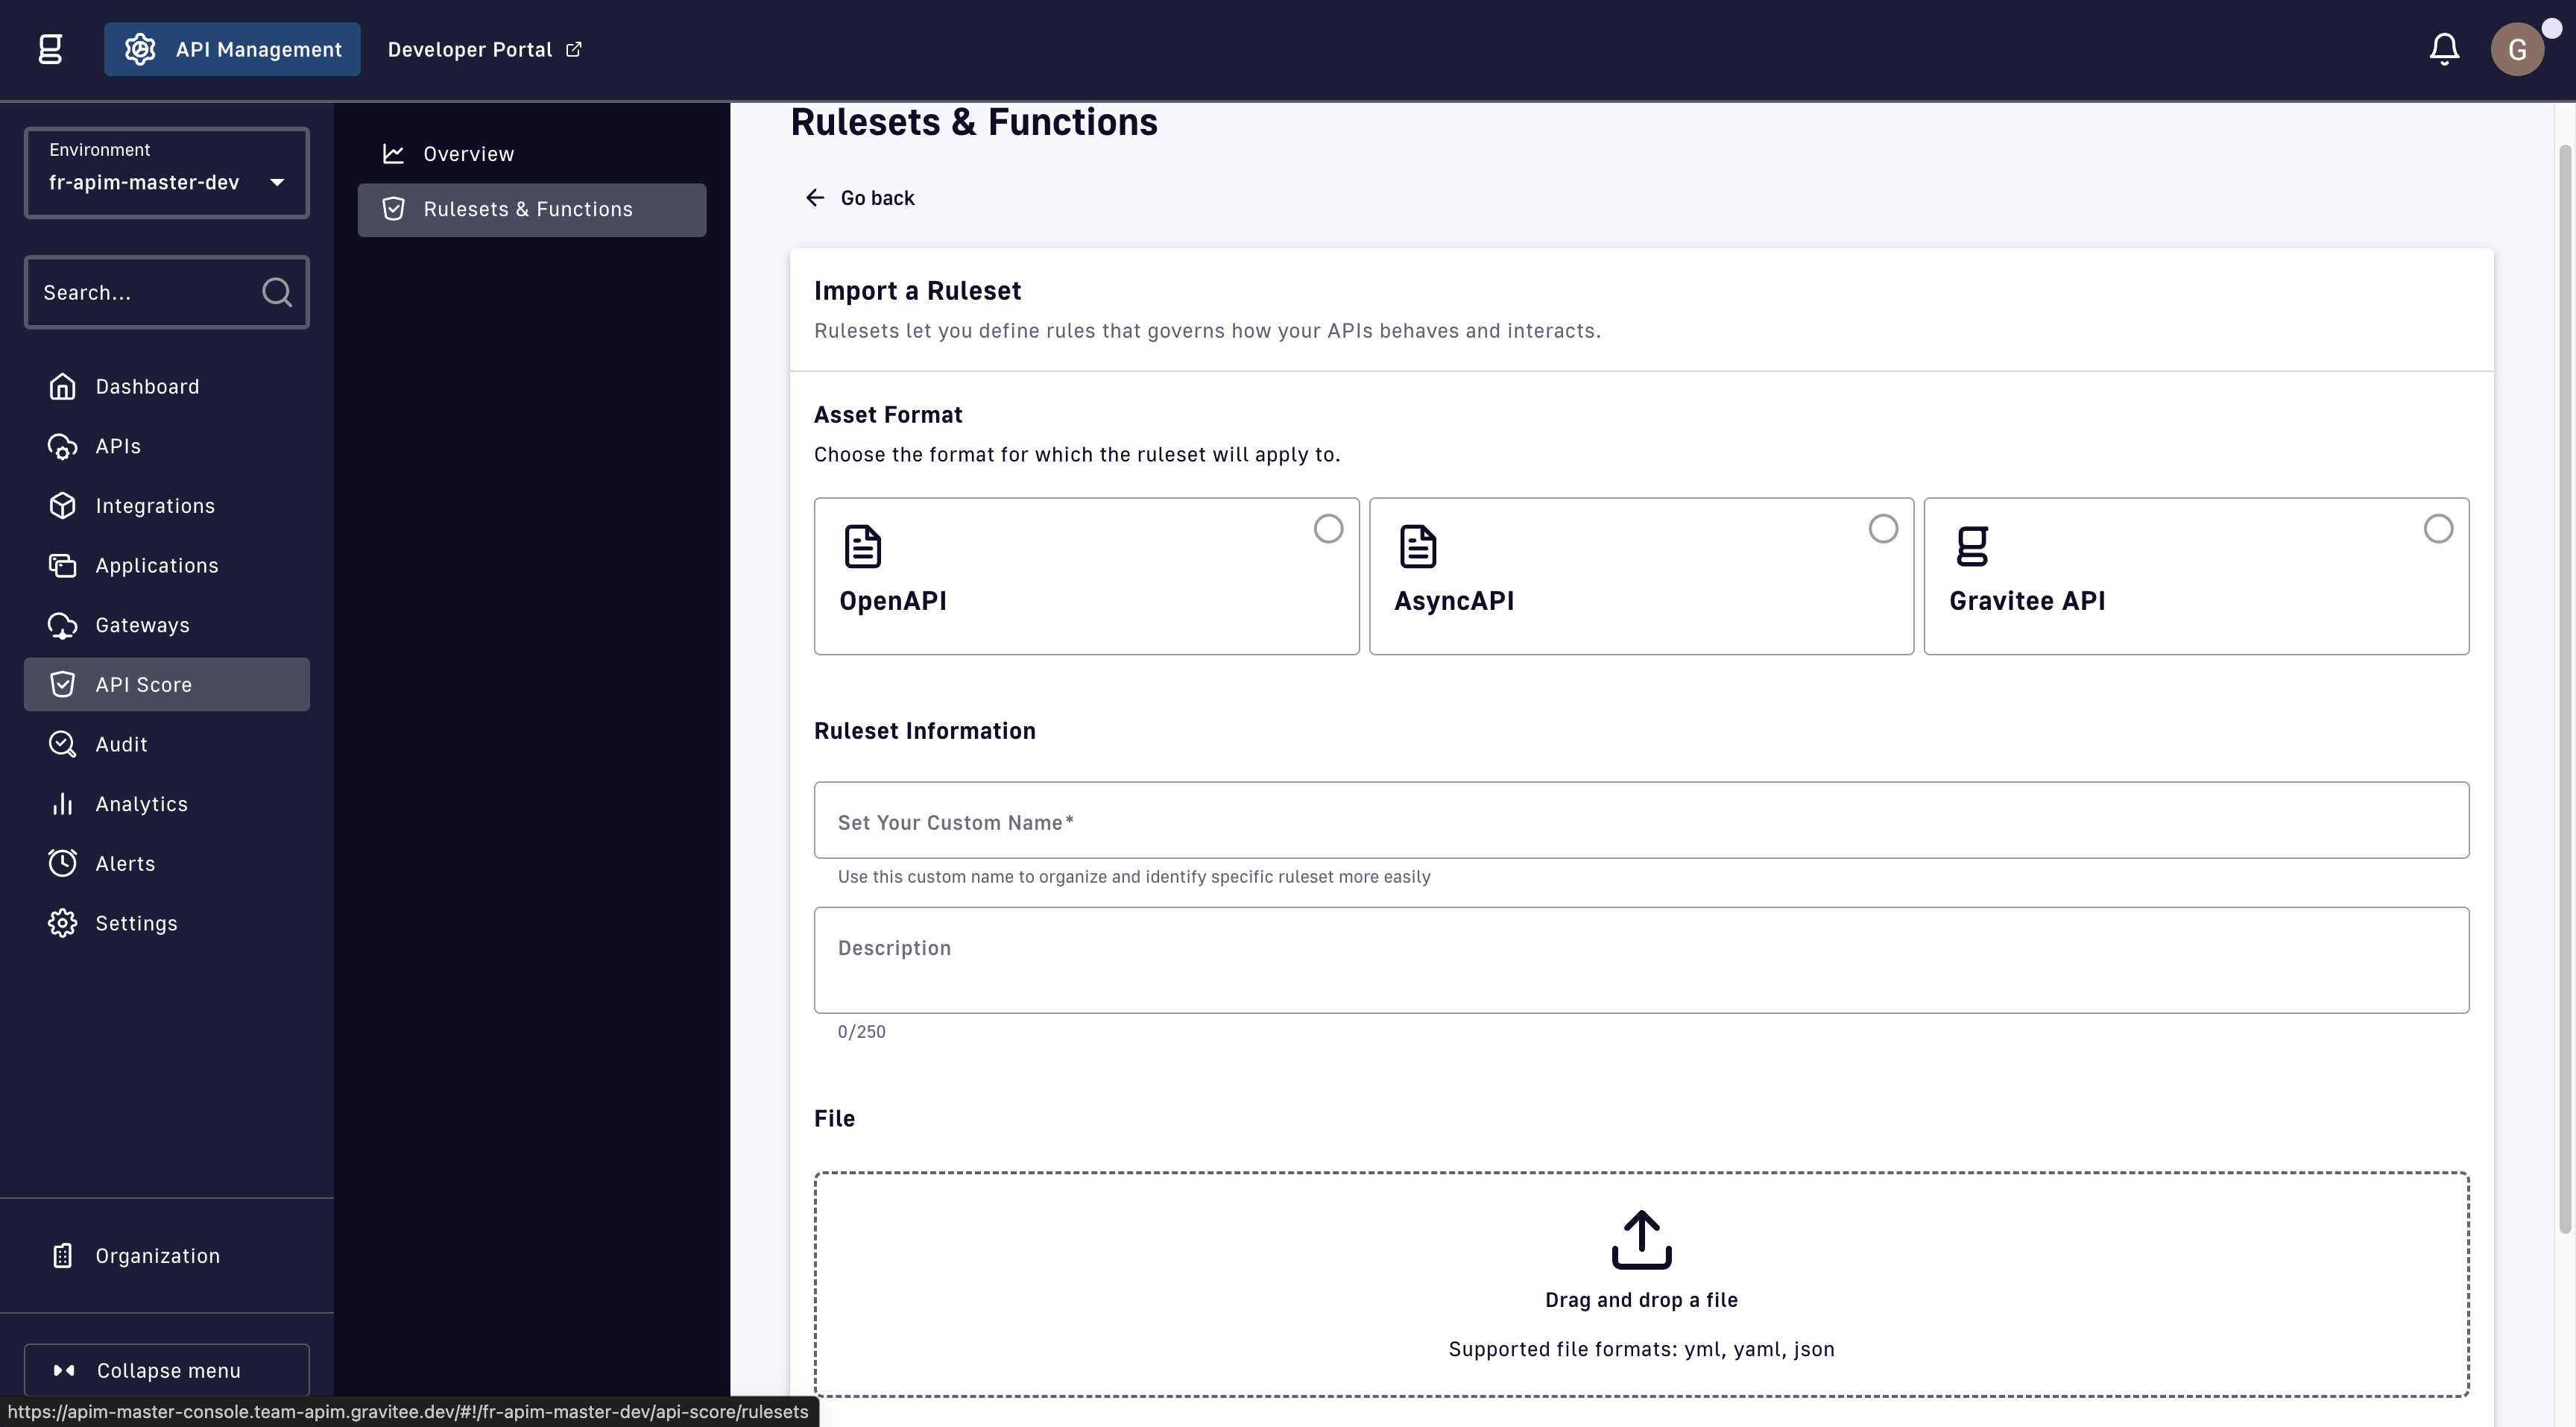 API Management
Developer Portal
G
Environment
fr-apim-master-dev
Search...
Dashboard
APIs
Integrations
Applications
Gateways
API Score
Audit
Analytics
Alerts
Settings
Organization
Collapse menu
Overview
Rulesets & Functions
Rulesets & Functions
Go back
Import a Ruleset
Rulesets let you define rules that governs how your APIs behaves and interacts.
Asset Format
Choose the format for which the ruleset will apply to.
OpenAPI
AsyncAPI
Gravitee API
Ruleset Information
Set Your Custom Name*
Use this custom name to organize and identify specific ruleset more easily
Description
0/250
File
Drag and drop a file
Supported file formats: yml, yaml, json
https://apim-master-console.team-apim.gravitee.dev/#!/fr-apim-master-dev/api-score/rulesets